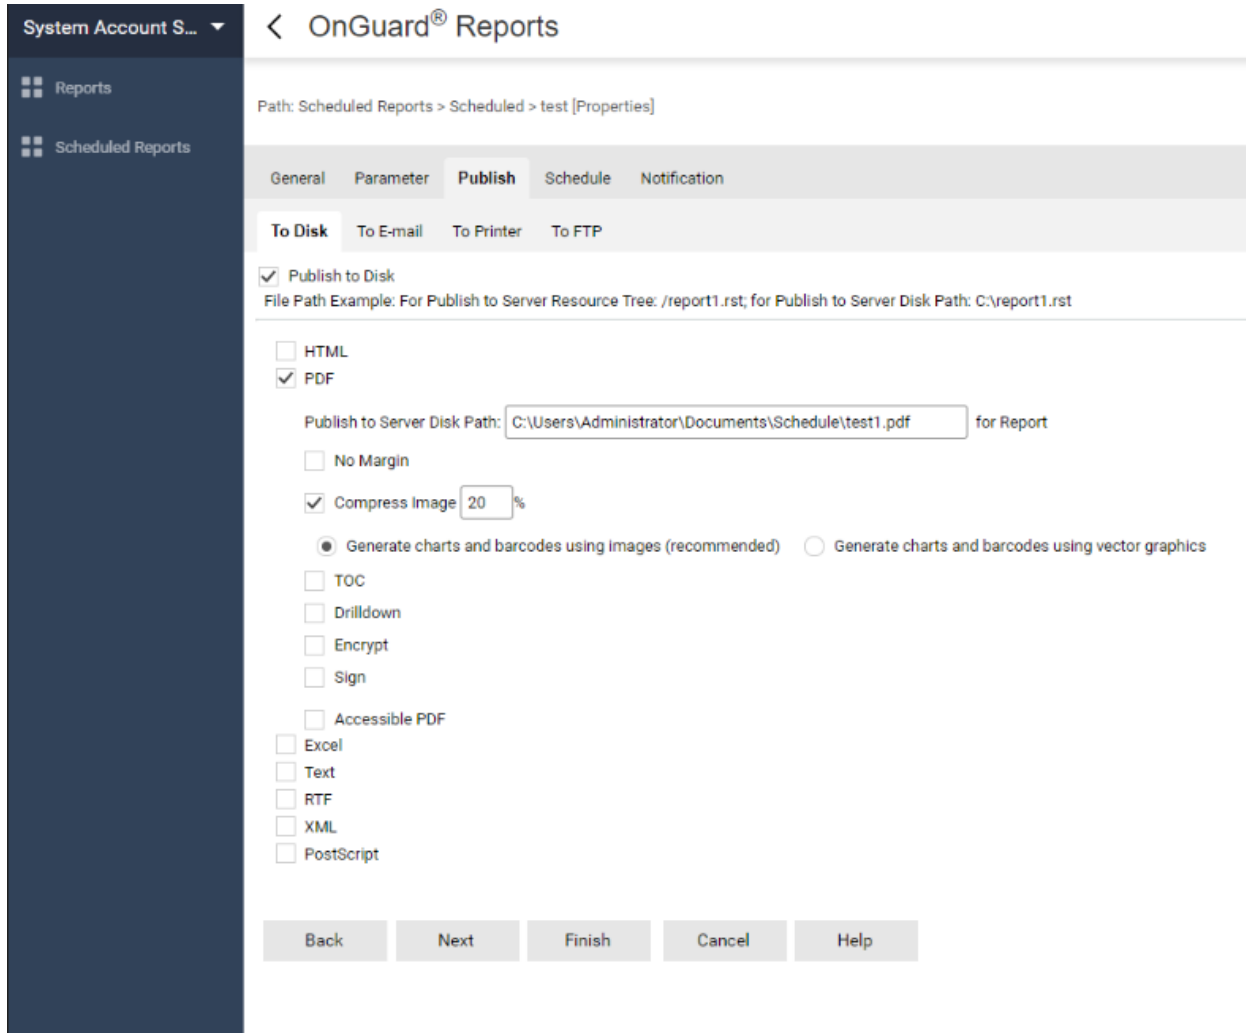 System Account S...
OnGuard® Reports
Reports
Scheduled Reports
Path: Scheduled Reports > Scheduled > test [Properties]
General Parameter Publish Schedule Notification
To Disk To E-mail To Printer To FTP
Publish to Disk
File Path Example: For Publish to Server Resource Tree: /report1.rst; for Publish to Server Disk Path: C:\report1.rst
HTML
PDF
Publish to Server Disk Path: C:\Users\Administrator\Documents\Schedule\test1.pdf for Report
No Margin
Compress Image 20 %
Generate charts and barcodes using images (recommended) Generate charts and barcodes using vector graphics
TOC
Drilldown
Encrypt
Sign
Accessible PDF
Excel
Text
RTF
XML
PostScript
Back Next Finish Cancel Help